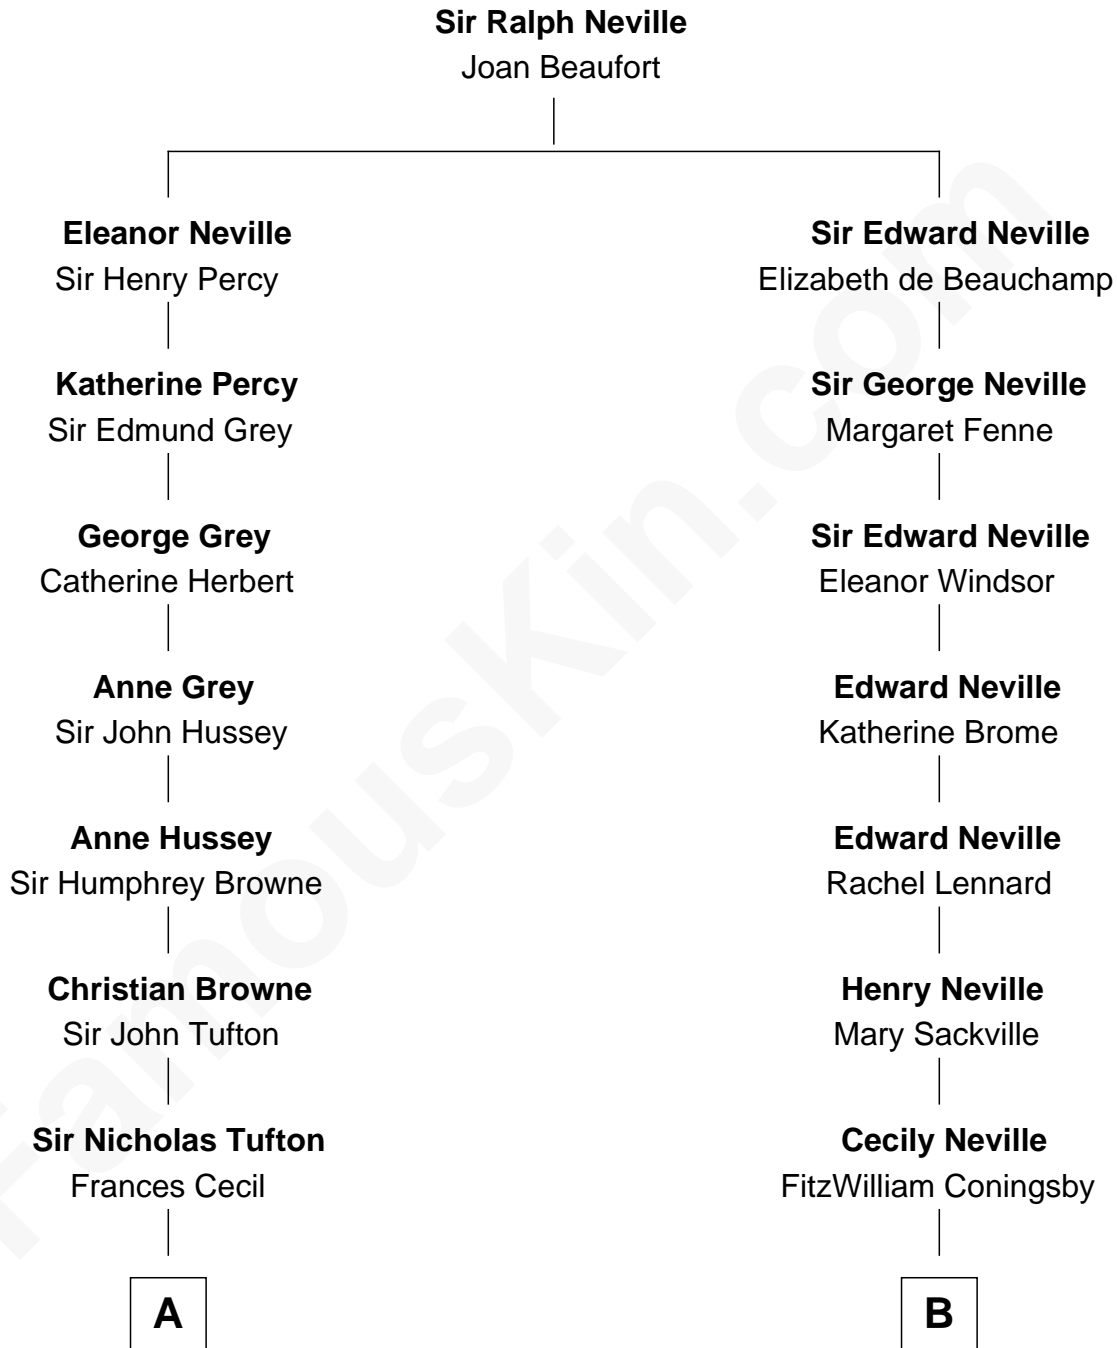 Sir Ralph Neville
Joan Beaufort
Eleanor Neville
Sir Henry Percy
Sir Edward Neville
Elizabeth de Beauchamp
Katherine Percy
Sir Edmund Grey
Sir George Neville
Margaret Fenne
George Grey
Catherine Herbert
Sir Edward Neville
Eleanor Windsor
Anne Grey
Sir John Hussey
Edward Neville
Katherine Brome
Anne Hussey
Sir Humphrey Browne
Edward Neville
Rachel Lennard
Christian Browne
Sir John Tufton
Henry Neville
Mary Sackville
Sir Nicholas Tufton
Frances Cecil
Cecily Neville
FitzWilliam Coningsby
A
B
FamousKin.com